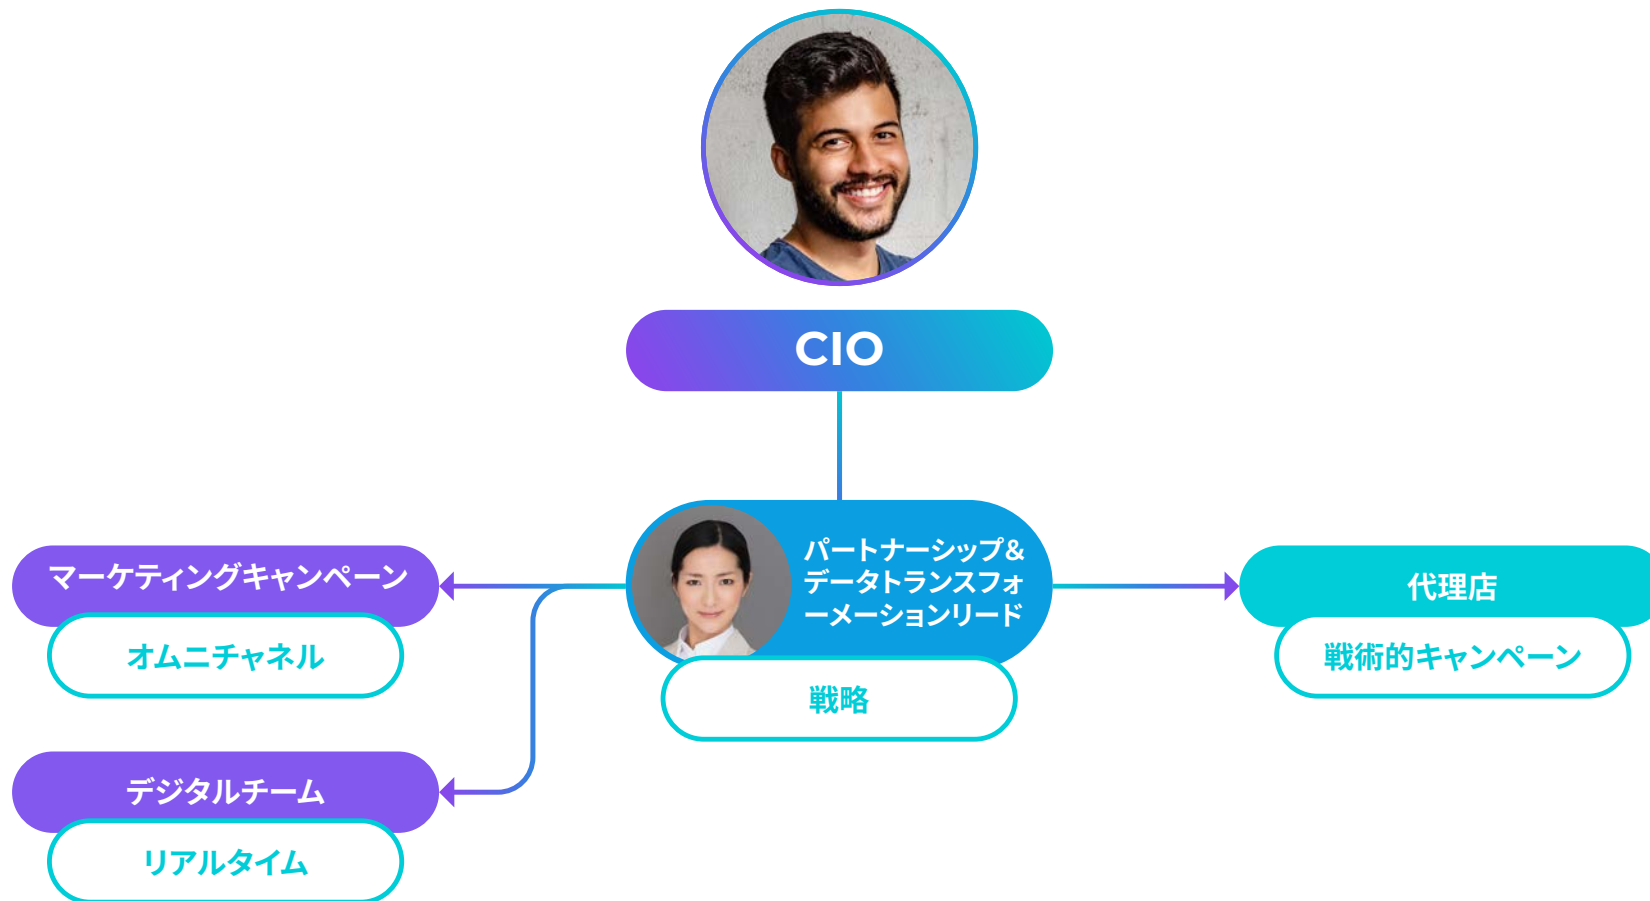 CIO
パートナーシップ&
データトランスフォ
ーメーションリード
戦略
マーケティングキャンペーン
オムニチャネル
デジタルチーム
リアルタイム
代理店
戦術的キャンペーン